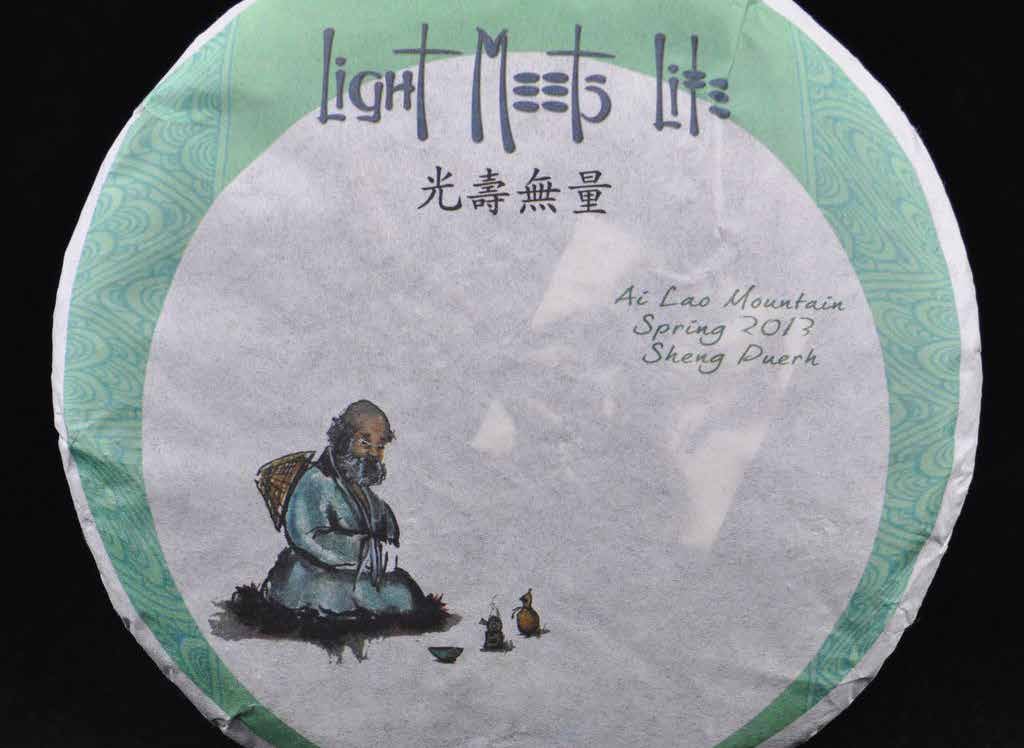 Light Meets Life
光壽無量
Ai Lao Mountain
Spring 2013
Sheng Puerh